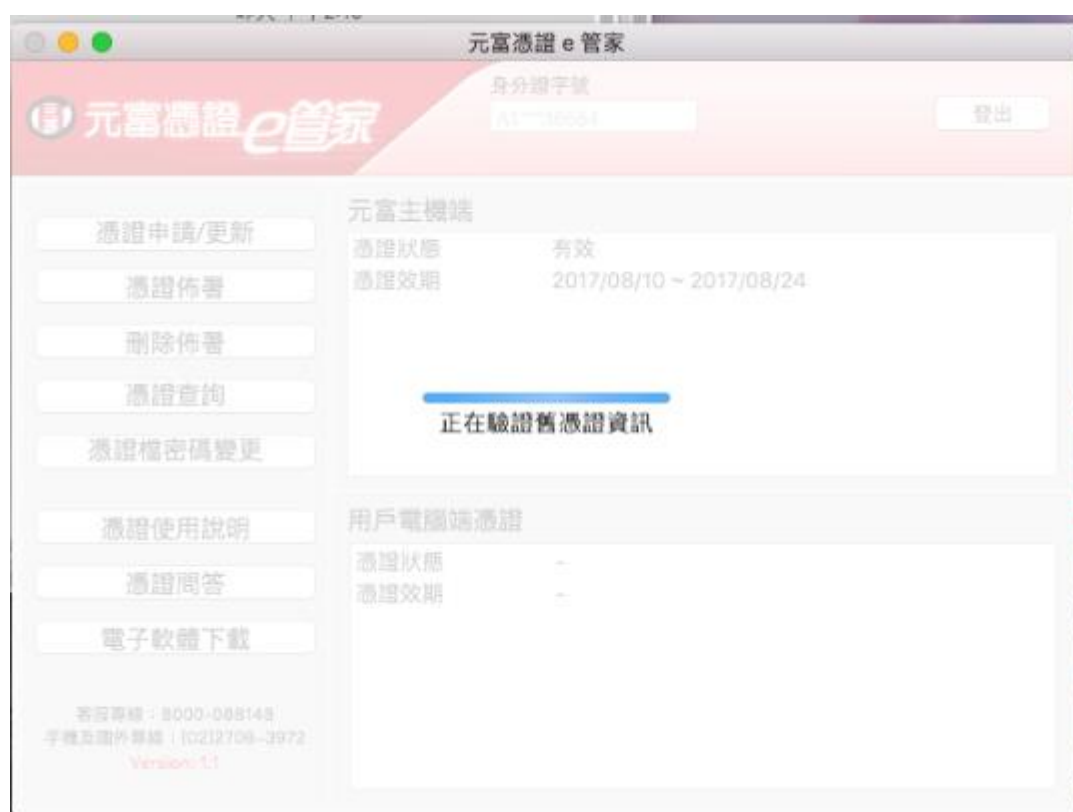 元富憑證 e 管家
元富憑證e管家
身分證字號
登出
憑證申請/更新
憑證佈署
刪除佈署
憑證查詢
憑證檔密碼變更
憑證使用說明
憑證問答
電子軟體下載
客服專線:8000-088148
手機及國外專線:(02)2708-3972
Version: 1.1
元富主機端
憑證狀態 有效
憑證效期 2017/08/10 ~ 2017/08/24
正在驗證舊憑證資訊
用戶電腦端憑證
憑證狀態 -
憑證效期 -